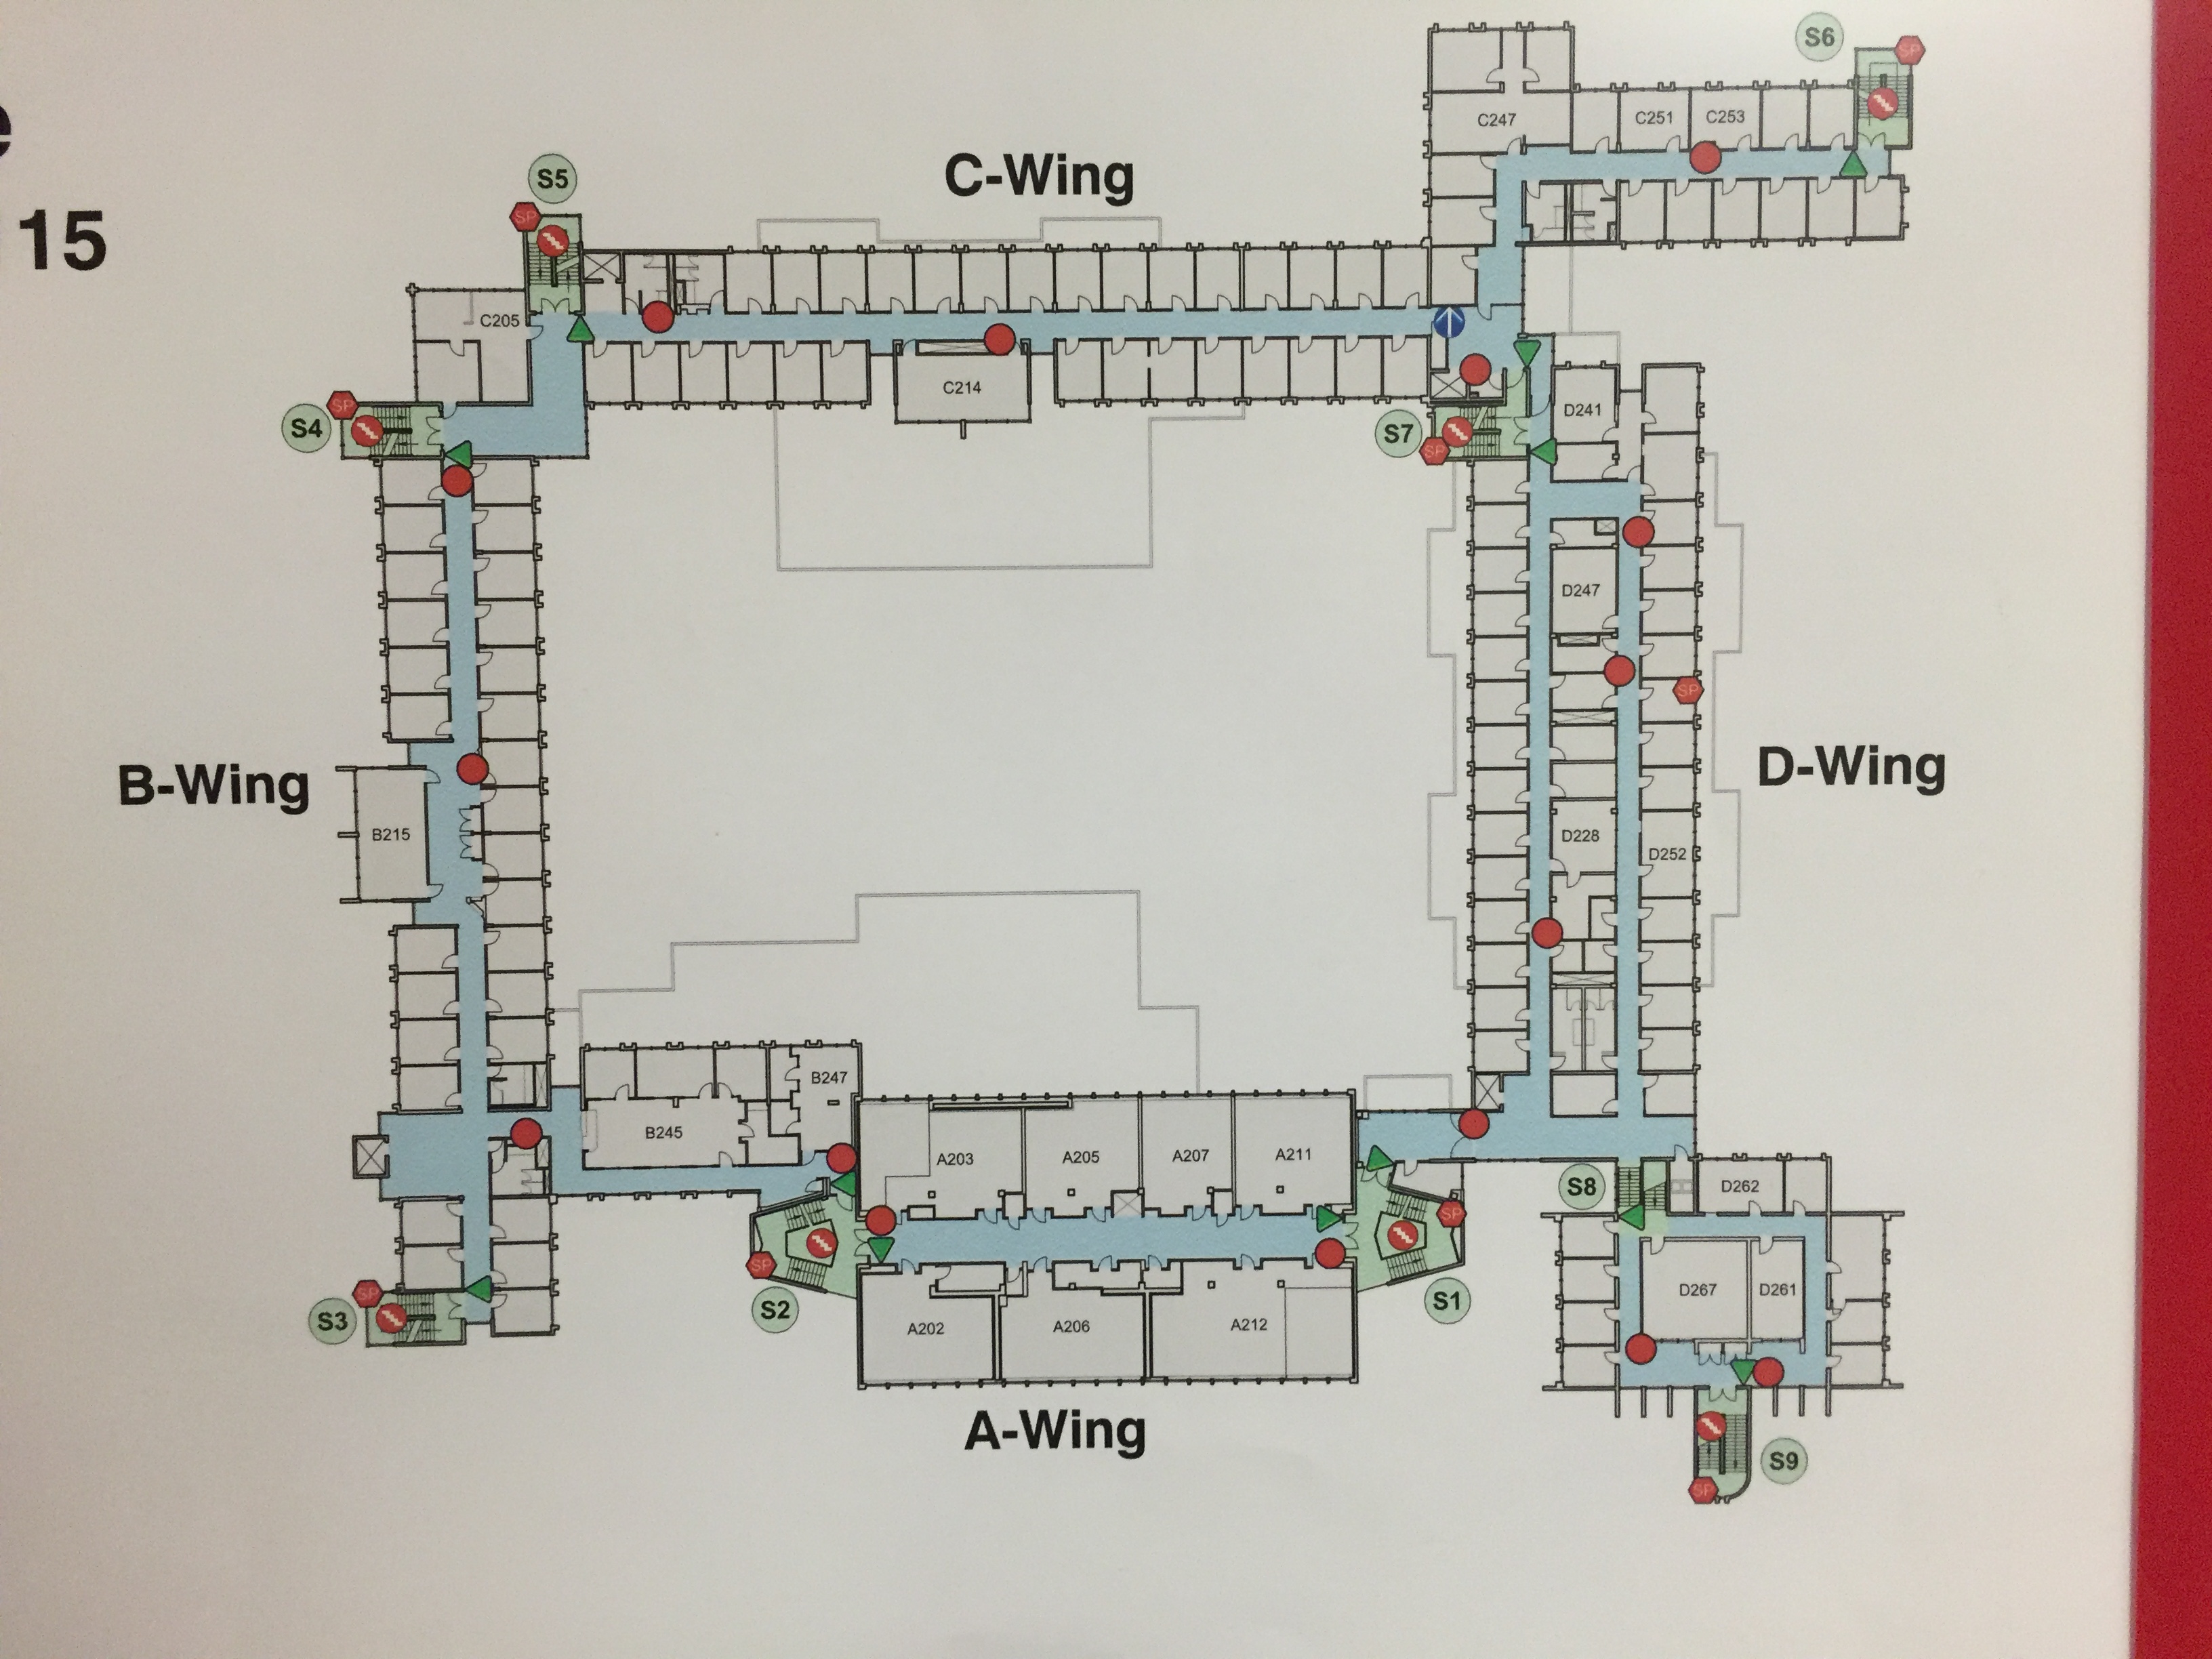 e
15
S6
C247
C251
C253
SP
C-Wing
S5
SP
C205
C214
S4
SP
S7
SP
D241
D247
SP
B-Wing
B215
D-Wing
D228
D252
B247
B245
A203
A205
A207
A211
S8
D262
SP
SP
S2
S1
A202
A206
A212
D267
D261
S3
SP
A-Wing
S9
SP